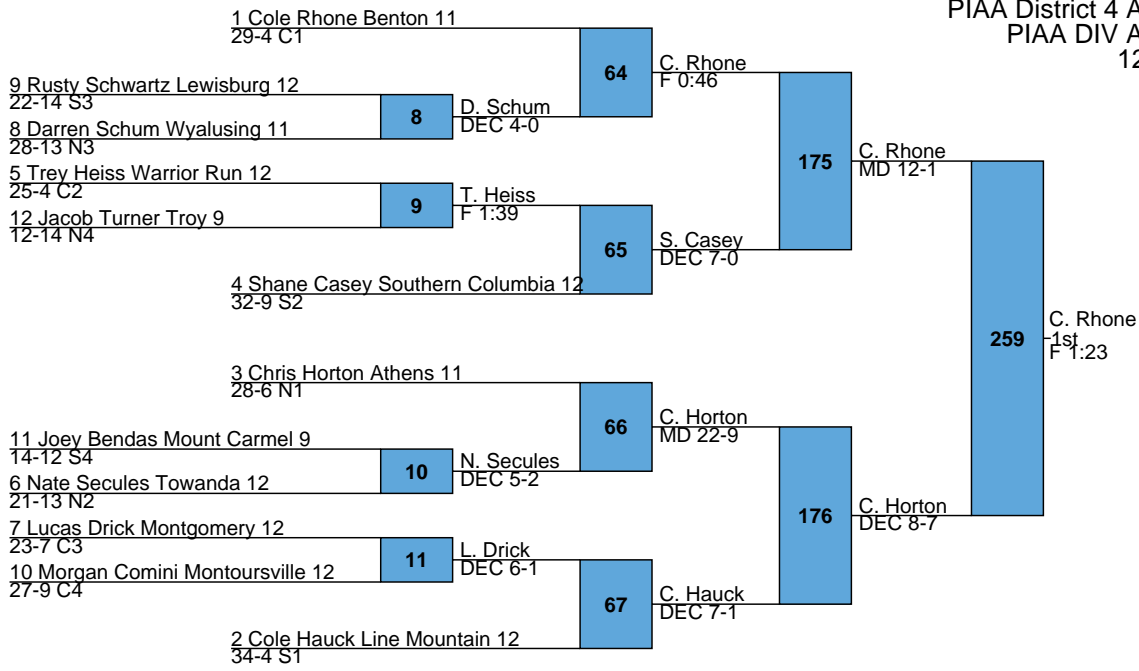 PIAA District 4 A
PIAA DIV A
12
1 Cole Rhone Benton 11
29-4 C1
64
C. Rhone
F 0:46
9 Rusty Schwartz Lewisburg 12
22-14 S3
8
D. Schum
DEC 4-0
8 Darren Schum Wyalusing 11
28-13 N3
175
C. Rhone
MD 12-1
5 Trey Heiss Warrior Run 12
25-4 C2
9
T. Heiss
F 1:39
12 Jacob Turner Troy 9
12-14 N4
65
S. Casey
DEC 7-0
4 Shane Casey Southern Columbia 12
32-9 S2
259
C. Rhone
1st
F 1:23
3 Chris Horton Athens 11
28-6 N1
66
C. Horton
MD 22-9
11 Joey Bendas Mount Carmel 9
14-12 S4
10
N. Secules
DEC 5-2
6 Nate Secules Towanda 12
21-13 N2
176
C. Horton
DEC 8-7
7 Lucas Drick Montgomery 12
23-7 C3
11
L. Drick
DEC 6-1
10 Morgan Comini Montoursville 12
27-9 C4
67
C. Hauck
DEC 7-1
2 Cole Hauck Line Mountain 12
34-4 S1